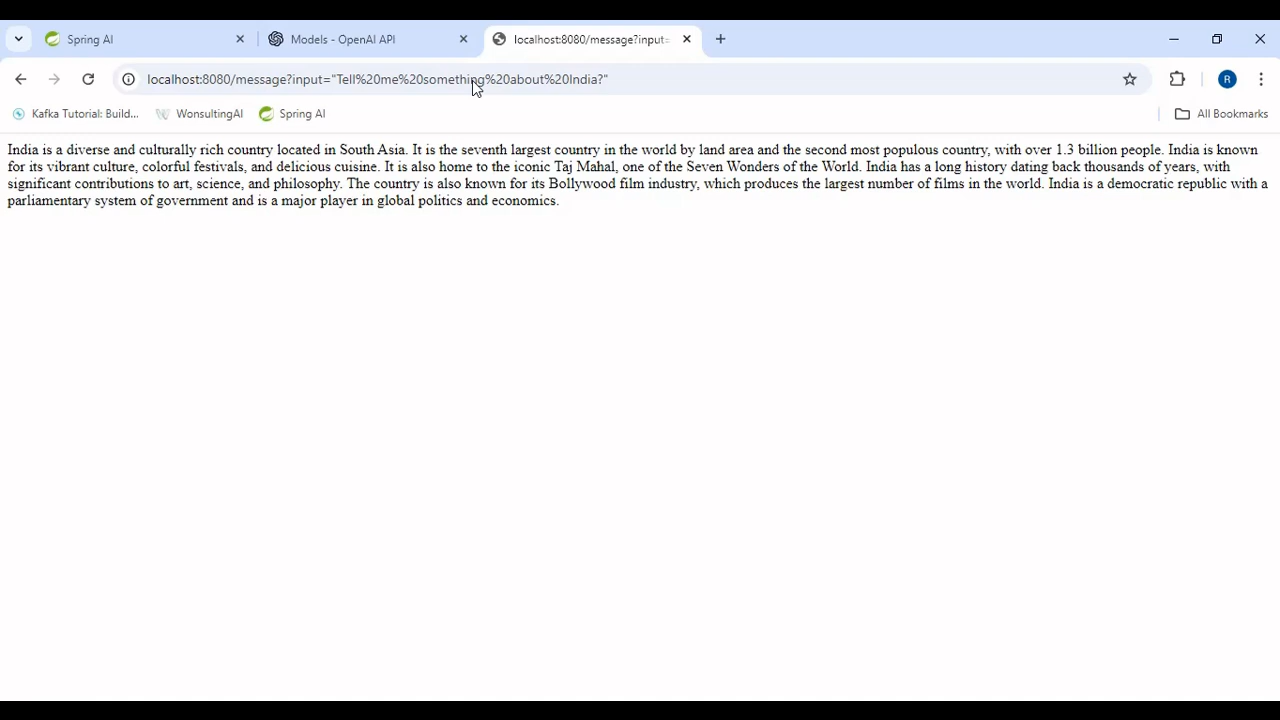 Spring AI
Models - OpenAI API
localhost:8080/message?input=
localhost:8080/message?input="Tell%20me%20something%20about%20India?"
R
Kafka Tutorial: Build...
WonsultingAI
Spring AI
All Bookmarks
India is a diverse and culturally rich country located in South Asia. It is the seventh largest country in the world by land area and the second most populous country, with over 1.3 billion people. India is known
for its vibrant culture, colorful festivals, and delicious cuisine. It is also home to the iconic Taj Mahal, one of the Seven Wonders of the World. India has a long history dating back thousands of years, with
significant contributions to art, science, and philosophy. The country is also known for its Bollywood film industry, which produces the largest number of films in the world. India is a democratic republic with a
parliamentary system of government and is a major player in global politics and economics.